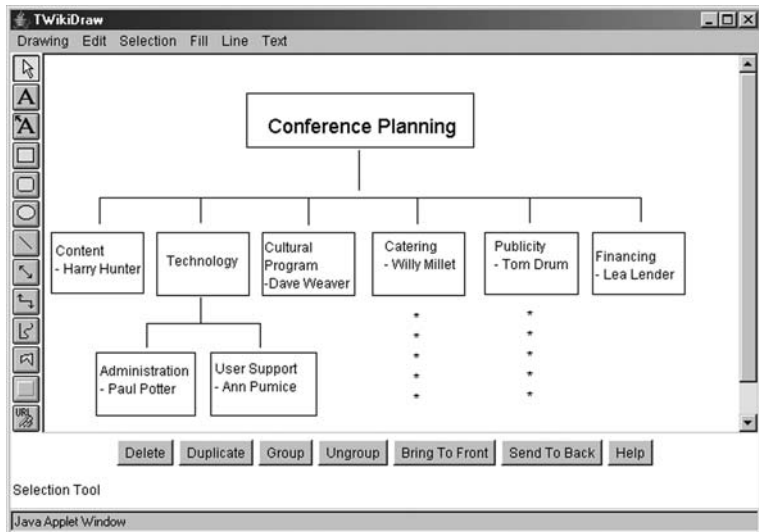 TWikiDraw
Drawing Edit Selection Fill Line Text
A
A
Conference Planning
Content
- Harry Hunter
Technology
Cultural
Program
-Dave Weaver
Catering
- Willy Millet
Publicity
- Tom Drum
Financing
- Lea Lender
* *
* *
* *
* *
* *
Administration
- Paul Potter
User Support
- Ann Pumice
URL
Delete Duplicate Group Ungroup Bring To Front Send To Back Help
Selection Tool
Java Applet Window